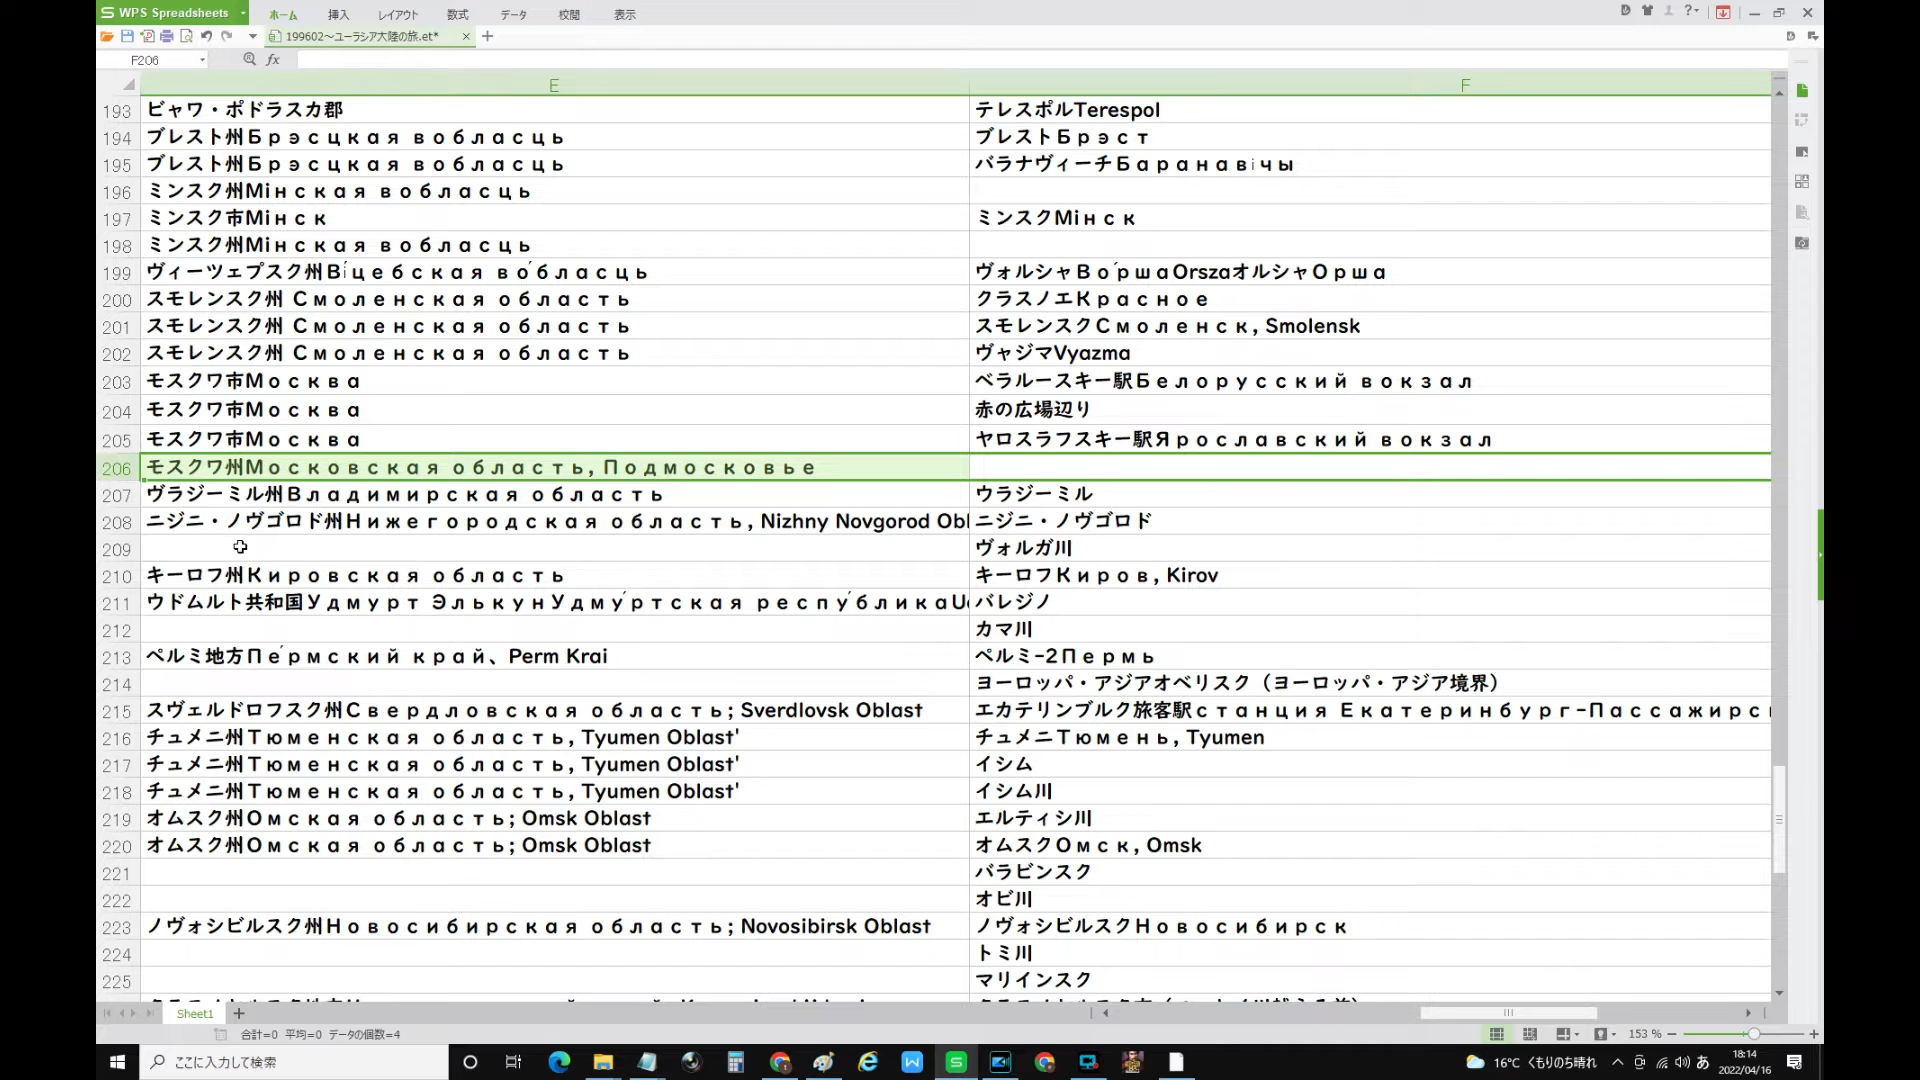 WPS Spreadsheets ホーム 挿入 レイアウト 数式 データ 校閲 表示
199602～ユーラシア大陸の旅.et*
F206 fx
E F
193 ビャワ・ポドラスカ郡 テレスポルTerespol
194 ブレスト州Брэсцкая вобласць ブレストБрэст
195 ブレスト州Брэсцкая вобласць バラナヴィーチБаранавiчы
196 ミンスク州Мiнская вобласць
197 ミンスク市Мiнск ミンスクМiнск
198 ミンスク州Мiнская вобласць
199 ヴィーツェプスク州Вíцебская во́бласць ヴォルシャВо́ршаOrszaオルシャОрша
200 スモレンスク州 Смоленская область クラスノエКрасное
201 スモレンスク州 Смоленская область スモレンスクСмоленск, Smolensk
202 スモレンスク州 Смоленская область ヴャジマVyazma
203 モスクワ市Москва ベラルースキー駅Белорусский вокзал
204 モスクワ市Москва 赤の広場辺り
205 モスクワ市Москва ヤロスラフスキー駅Ярославский вокзал
206 モスクワ州Московская область, Подмосковье
207 ヴラジーミル州Владимирская область ウラジーミル
208 ニジニ・ノヴゴロド州Нижегородская область, Nizhny Novgorod Obl ニジニ・ノヴゴロド
209 ヴォルガ川
210 キーロフ州Кировская область キーロフКиров, Kirov
211 ウドムルト共和国Удмурт ЭлькунУдму́ртская респу́бликаU バレジノ
212 カマ川
213 ペルミ地方Пе́рмский край、Perm Krai ペルミ-2Пермь
214 ヨーロッパ・アジアオベリスク（ヨーロッパ・アジア境界）
215 スヴェルドロフスク州Свердловская область; Sverdlovsk Oblast エカテリンブルク旅客駅станция Екатеринбург-Пассажирс
216 チュメニ州Тюменская область, Tyumen Oblast' チュメニТюмень, Tyumen
217 チュメニ州Тюменская область, Tyumen Oblast' イシム
218 チュメニ州Тюменская область, Tyumen Oblast' イシム川
219 オムスク州Омская область; Omsk Oblast エルティシ川
220 オムスク州Омская область; Omsk Oblast オムスクОмск, Omsk
221 バラビンスク
222 オビ川
223 ノヴォシビルスク州Новосибирская область; Novosibirsk Oblast ノヴォシビルスクНовосибирск
224 トミ川
225 マリインスク
Sheet1
合計=0 平均=0 データの個数=4 153 %
ここに入力して検索 16°C くもりのち晴れ あ 18:14
2022/04/16